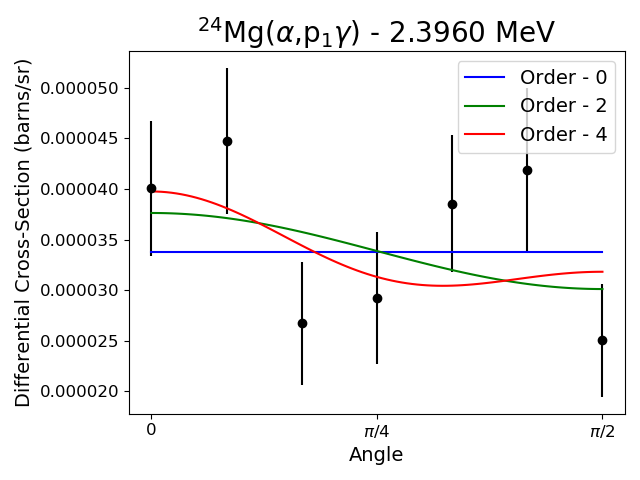 ²⁴Mg(α,p₁γ) - 2.3960 MeV
Differential Cross-Section (barns/sr)
0.000050
0.000045
0.000040
0.000035
0.000030
0.000025
0.000020
Order - 0
Order - 2
Order - 4
0 π/4 π/2
Angle